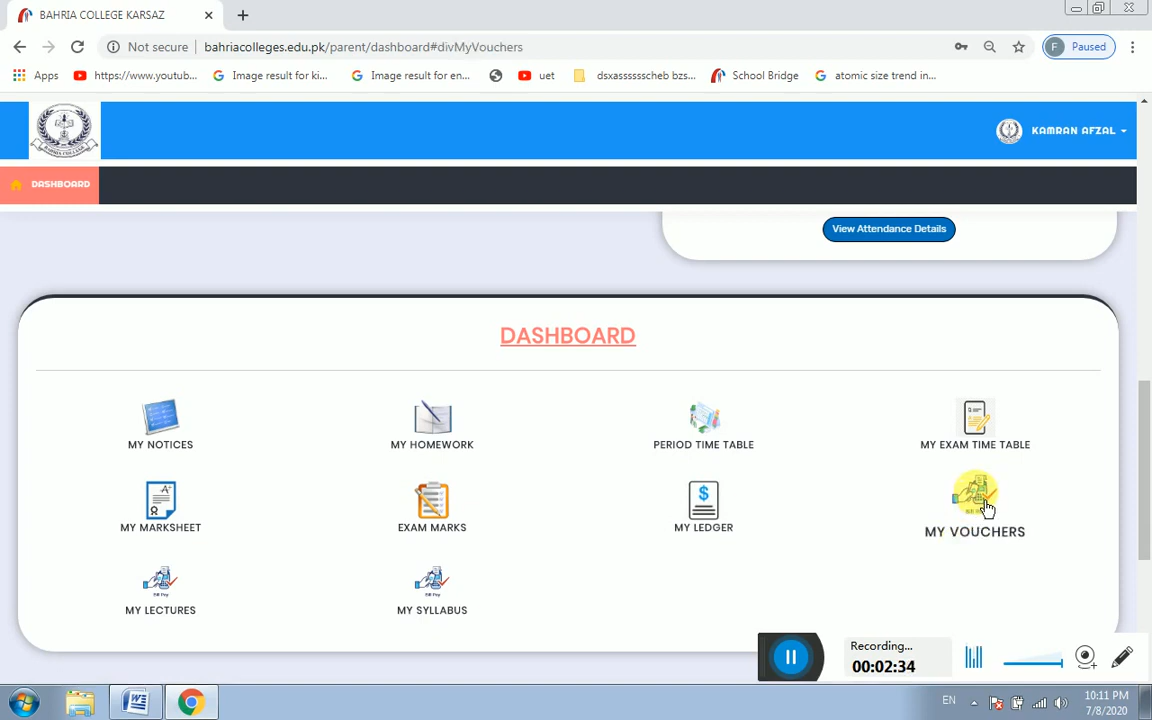 BAHRIA COLLEGE KARSAZ
Not secure
bahriacolleges.edu.pk/parent/dashboard#divMyVouchers
F
Paused
Apps
https://www.youtub...
Image result for ki...
Image result for en...
uet
dsxassssssscheb bzs...
School Bridge
atomic size trend in...
KAMRAN AFZAL
DASHBOARD
View Attendance Details
DASHBOARD
MY NOTICES
MY HOMEWORK
PERIOD TIME TABLE
MY EXAM TIME TABLE
MY MARKSHEET
EXAM MARKS
MY LEDGER
MY VOUCHERS
MY LECTURES
MY SYLLABUS
Recording...
00:02:34
EN
10:11 PM
7/8/2020